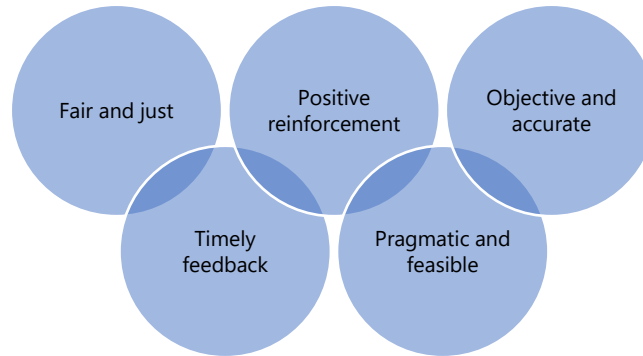 Fair and just
Positive
reinforcement
Objective and
accurate
Timely
feedback
Pragmatic and
feasible